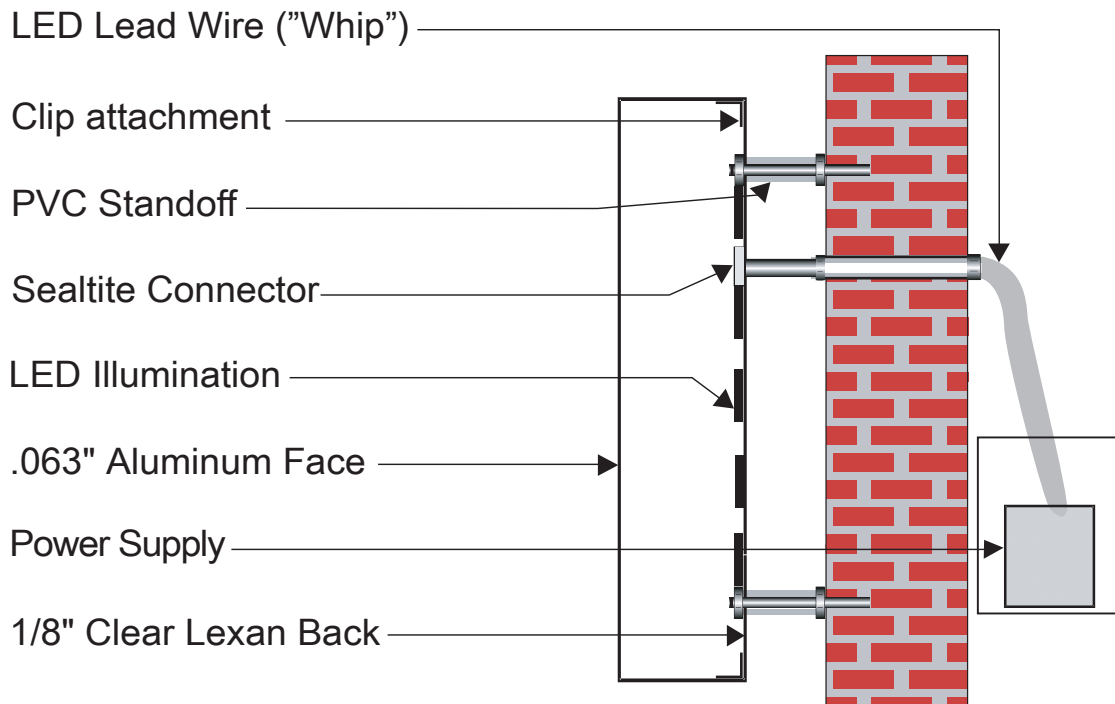 LED Lead Wire (”Whip”)
Clip attachment
PVC Standoff
Sealtite Connector
LED Illumination
.063" Aluminum Face
Power Supply
1/8" Clear Lexan Back